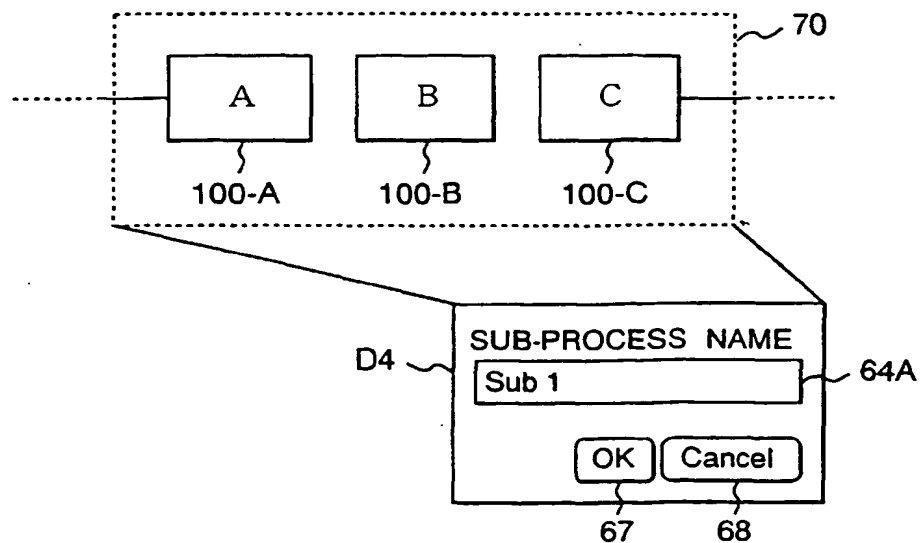 70
A B C
100-A 100-B 100-C
SUB-PROCESS NAME
D4
Sub 1
64A
OK Cancel
67 68